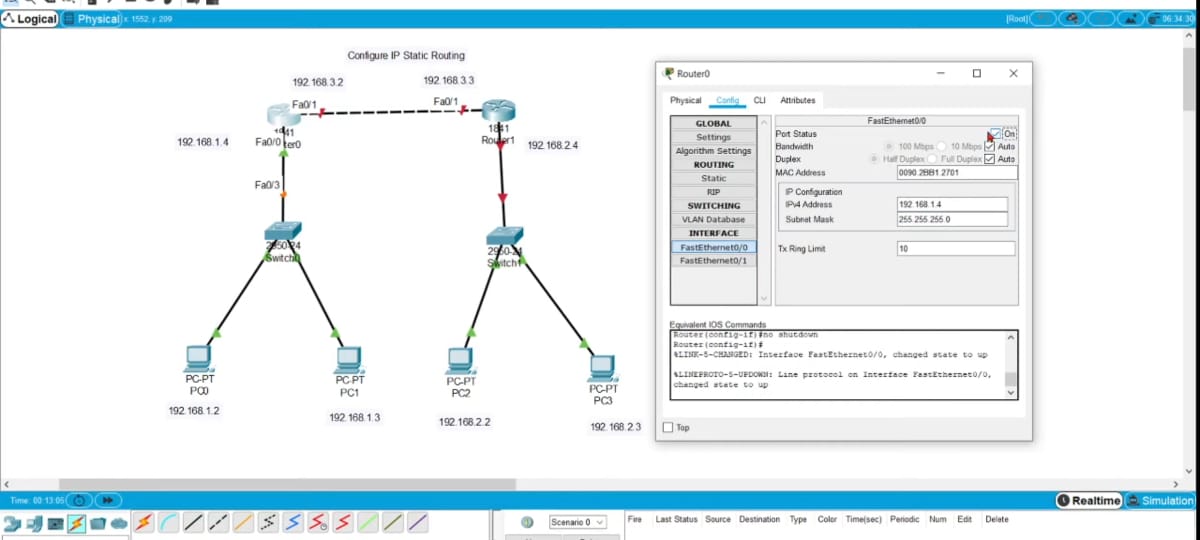 Logical Physical x: 1552, y: 209 [Root] 06:34:30
Configure IP Static Routing
192.168.3.2 192.168.3.3
Fa0/1 Fa0/1
192.168.1.4 Fa0/0 1841 Router1 192.168.2.4
Fa0/3
2950-24 Switch0
2950-24 Switch1
PC-PT PC-PT PC-PT PC-PT
PC0 PC1 PC2 PC3
192.168.1.2 192.168.1.3 192.168.2.2 192.168.2.3
Router0
Physical Config CLI Attributes
GLOBAL
Settings
Algorithm Settings
ROUTING
Static
RIP
SWITCHING
VLAN Database
INTERFACE
FastEthernet0/0
FastEthernet0/1
FastEthernet0/0
Port Status On
Bandwidth 100 Mbps 10 Mbps Auto
Duplex Half Duplex Full Duplex Auto
MAC Address 0090.2BB1.2701
IP Configuration
IPv4 Address 192.168.1.4
Subnet Mask 255.255.255.0
Tx Ring Limit 10
Equivalent IOS Commands
Router(config-if)#no shutdown
Router(config-if)#
%LINK-5-CHANGED: Interface FastEthernet0/0, changed state to up
%LINEPROTO-5-UPDOWN: Line protocol on Interface FastEthernet0/0,
changed state to up
Top
Time: 00:13:05 Realtime Simulation
Scenario 0 Fire Last Status Source Destination Type Color Time(sec) Periodic Num Edit Delete